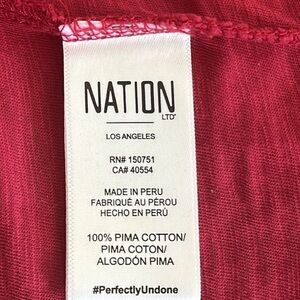 NATION
LTD
LOS ANGELES
RN# 150751
CA# 40554
MADE IN PERU
FABRIQUÉ AU PÉROU
HECHO EN PERÚ
100% PIMA COTTON/
PIMA COTON/
ALGODÓN PIMA
#PerfectlyUndone